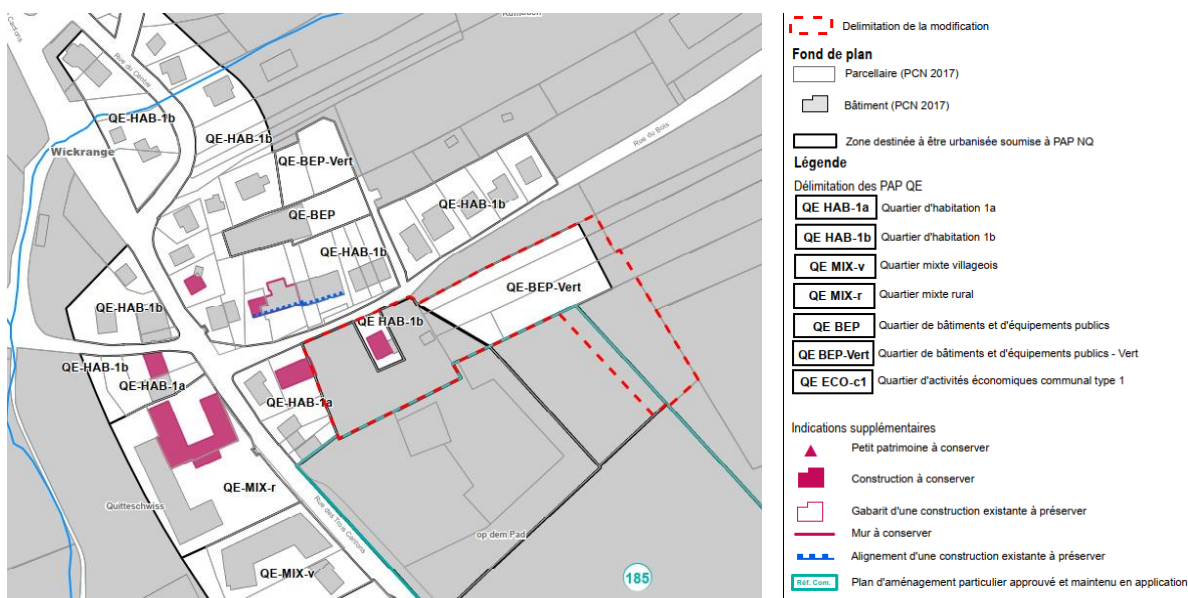 Cantons
Rue du Centre
QE-HAB-1b
Wickrange
QE-HAB-1b
QE-BEP-Vert
Rue du Bois
QE-BEP
QE-HAB-1b
QE-HAB-1b
QE-BEP-Vert
QE-HAB-1b
QE HAB-1b
QE-HAB-1b
QE-HAB-1a
QE-HAB-1a
QE-MIX-r
Quitteschwiss
Rue des Trois Cantons
op dem Pad
QE-MIX-v
185
Delimitation de la modification
Fond de plan
Parcellaire (PCN 2017)
Bâtiment (PCN 2017)
Zone destinée à être urbanisée soumise à PAP NQ
Légende
Délimitation des PAP QE
QE HAB-1a Quartier d'habitation 1a
QE HAB-1b Quartier d'habitation 1b
QE MIX-v Quartier mixte villageois
QE MIX-r Quartier mixte rural
QE BEP Quartier de bâtiments et d'équipements publics
QE BEP-Vert Quartier de bâtiments et d'équipements publics - Vert
QE ECO-c1 Quartier d'activités économiques communal type 1
Indications supplémentaires
Petit patrimoine à conserver
Construction à conserver
Gabarit d'une construction existante à préserver
Mur à conserver
Alignement d'une construction existante à préserver
Réf. Com. Plan d'aménagement particulier approuvé et maintenu en application